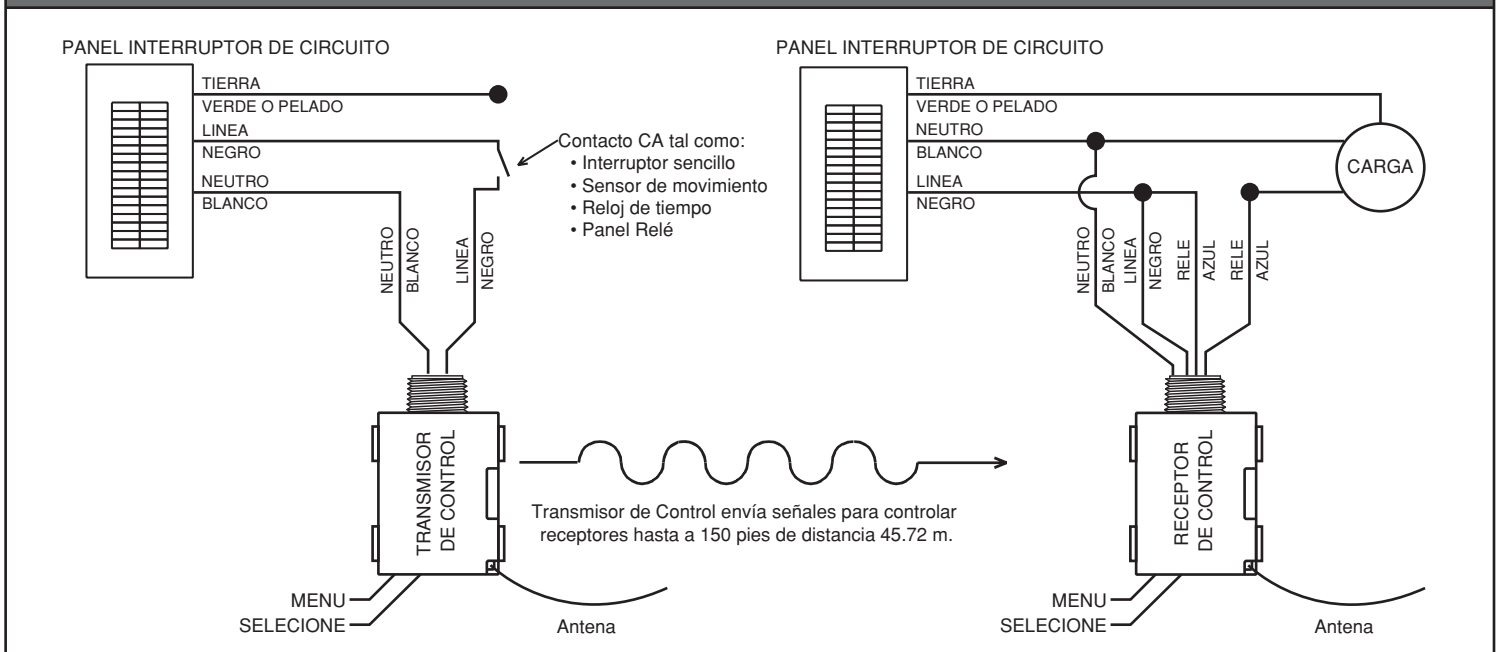 PANEL INTERRUPTOR DE CIRCUITO
TIERRA
VERDE O PELADO
LINEA
NEGRO
NEUTRO
BLANCO
Contacto CA tal como:
• Interruptor sencillo
• Sensor de movimiento
• Reloj de tiempo
• Panel Relé
NEUTRO
BLANCO
LINEA
NEGRO
TRANSMISOR
DE CONTROL
MENU
SELECIONE
Antena
Transmisor de Control envía señales para controlar
receptores hasta a 150 pies de distancia 45.72 m.
PANEL INTERRUPTOR DE CIRCUITO
TIERRA
VERDE O PELADO
NEUTRO
BLANCO
LINEA
NEGRO
CARGA
NEUTRO
BLANCO
LINEA
NEGRO
RELE
AZUL
RELE
AZUL
RECEPTOR
DE CONTROL
MENU
SELECIONE
Antena